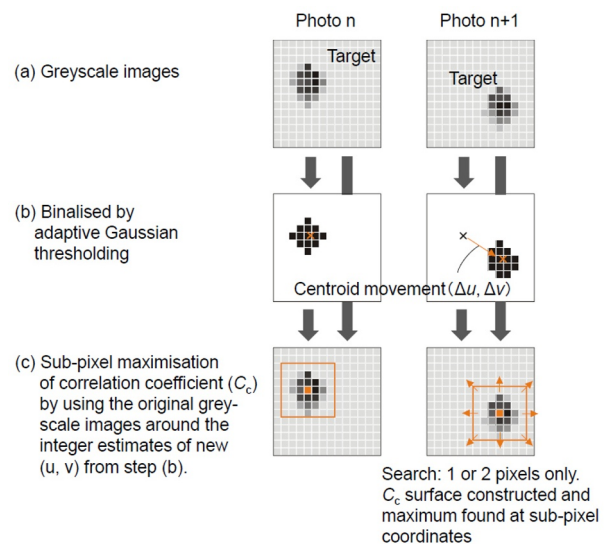 Photo n
Photo n+1
(a) Greyscale images
Target
Target
(b) Binalised by
adaptive Gaussian
thresholding
Centroid movement(Δu, Δv)
(c) Sub-pixel maximisation
of correlation coefficient (Cc)
by using the original grey-
scale images around the
integer estimates of new
(u, v) from step (b).
Search: 1 or 2 pixels only.
Cc surface constructed and
maximum found at sub-pixel
coordinates